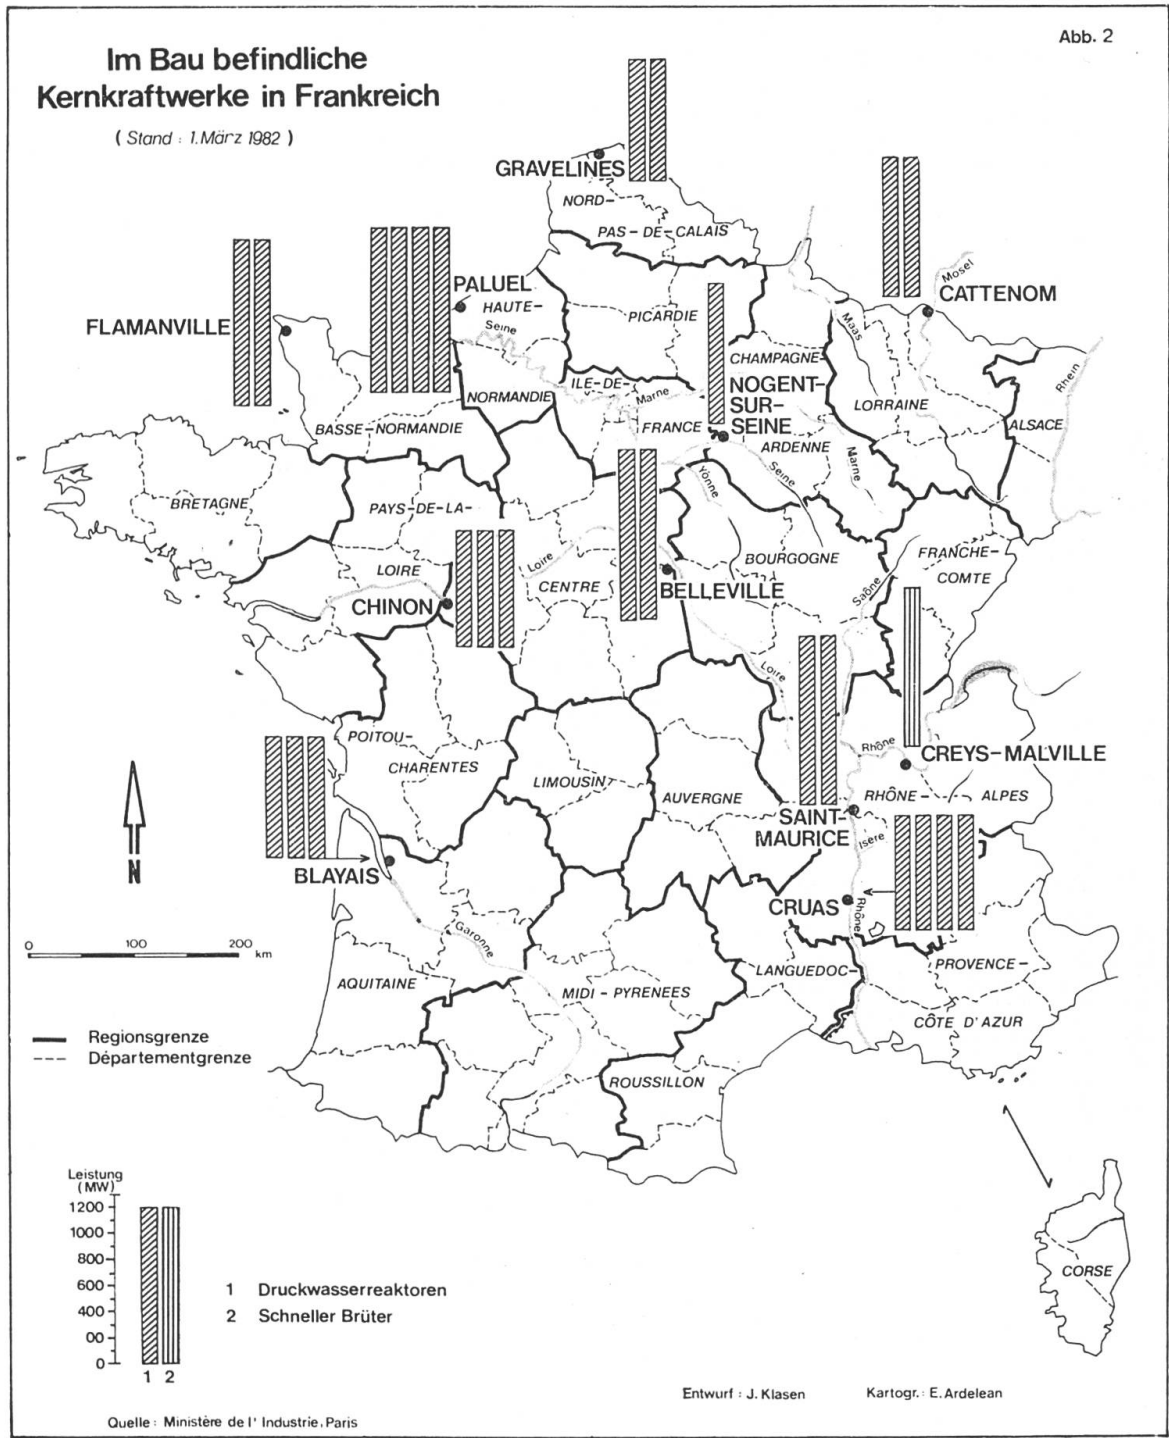 Abb. 2
Im Bau befindliche
Kernkraftwerke in Frankreich
( Stand : 1. März 1982 )
GRAVELINES
NORD-
PAS-DE-CALAIS
Mosel
CATTENOM
PALUEL
HAUTE-
Seine
FLAMANVILLE
PICARDIE
Maas
CHAMPAGNE-
ILE-DE-
Marne
NORMANDIE
NOGENT-
SUR-
SEINE
LORRAINE
Rhein
BASSE-NORMANDIE
FRANCE
ARDENNE
ALSACE
Marne
Seine
Yonne
BRETAGNE
PAYS-DE-LA-
LOIRE
Loire
CENTRE
BOURGOGNE
FRANCHE-
COMTE
Saône
CHINON
BELLEVILLE
Loire
POITOU-
CHARENTES
LIMOUSIN
AUVERGNE
Rhône
CREYS-MALVILLE
RHÔNE-
ALPES
SAINT-
MAURICE
Isere
N
BLAYAIS
CRUAS
Rhône
Garonne
0 100 200
km
AQUITAINE
MIDI-PYRENEES
LANGUEDOC-
PROVENCE-
CÔTE D'AZUR
Regionsgrenze
Départementgrenze
ROUSSILLON
Leistung
(MW)
1200
1000
800
600
400
00
0
1 2
1 Druckwasserreaktoren
2 Schneller Brüter
CORSE
Entwurf : J. Klasen
Kartogr. : E. Ardelean
Quelle : Ministère de l' Industrie, Paris